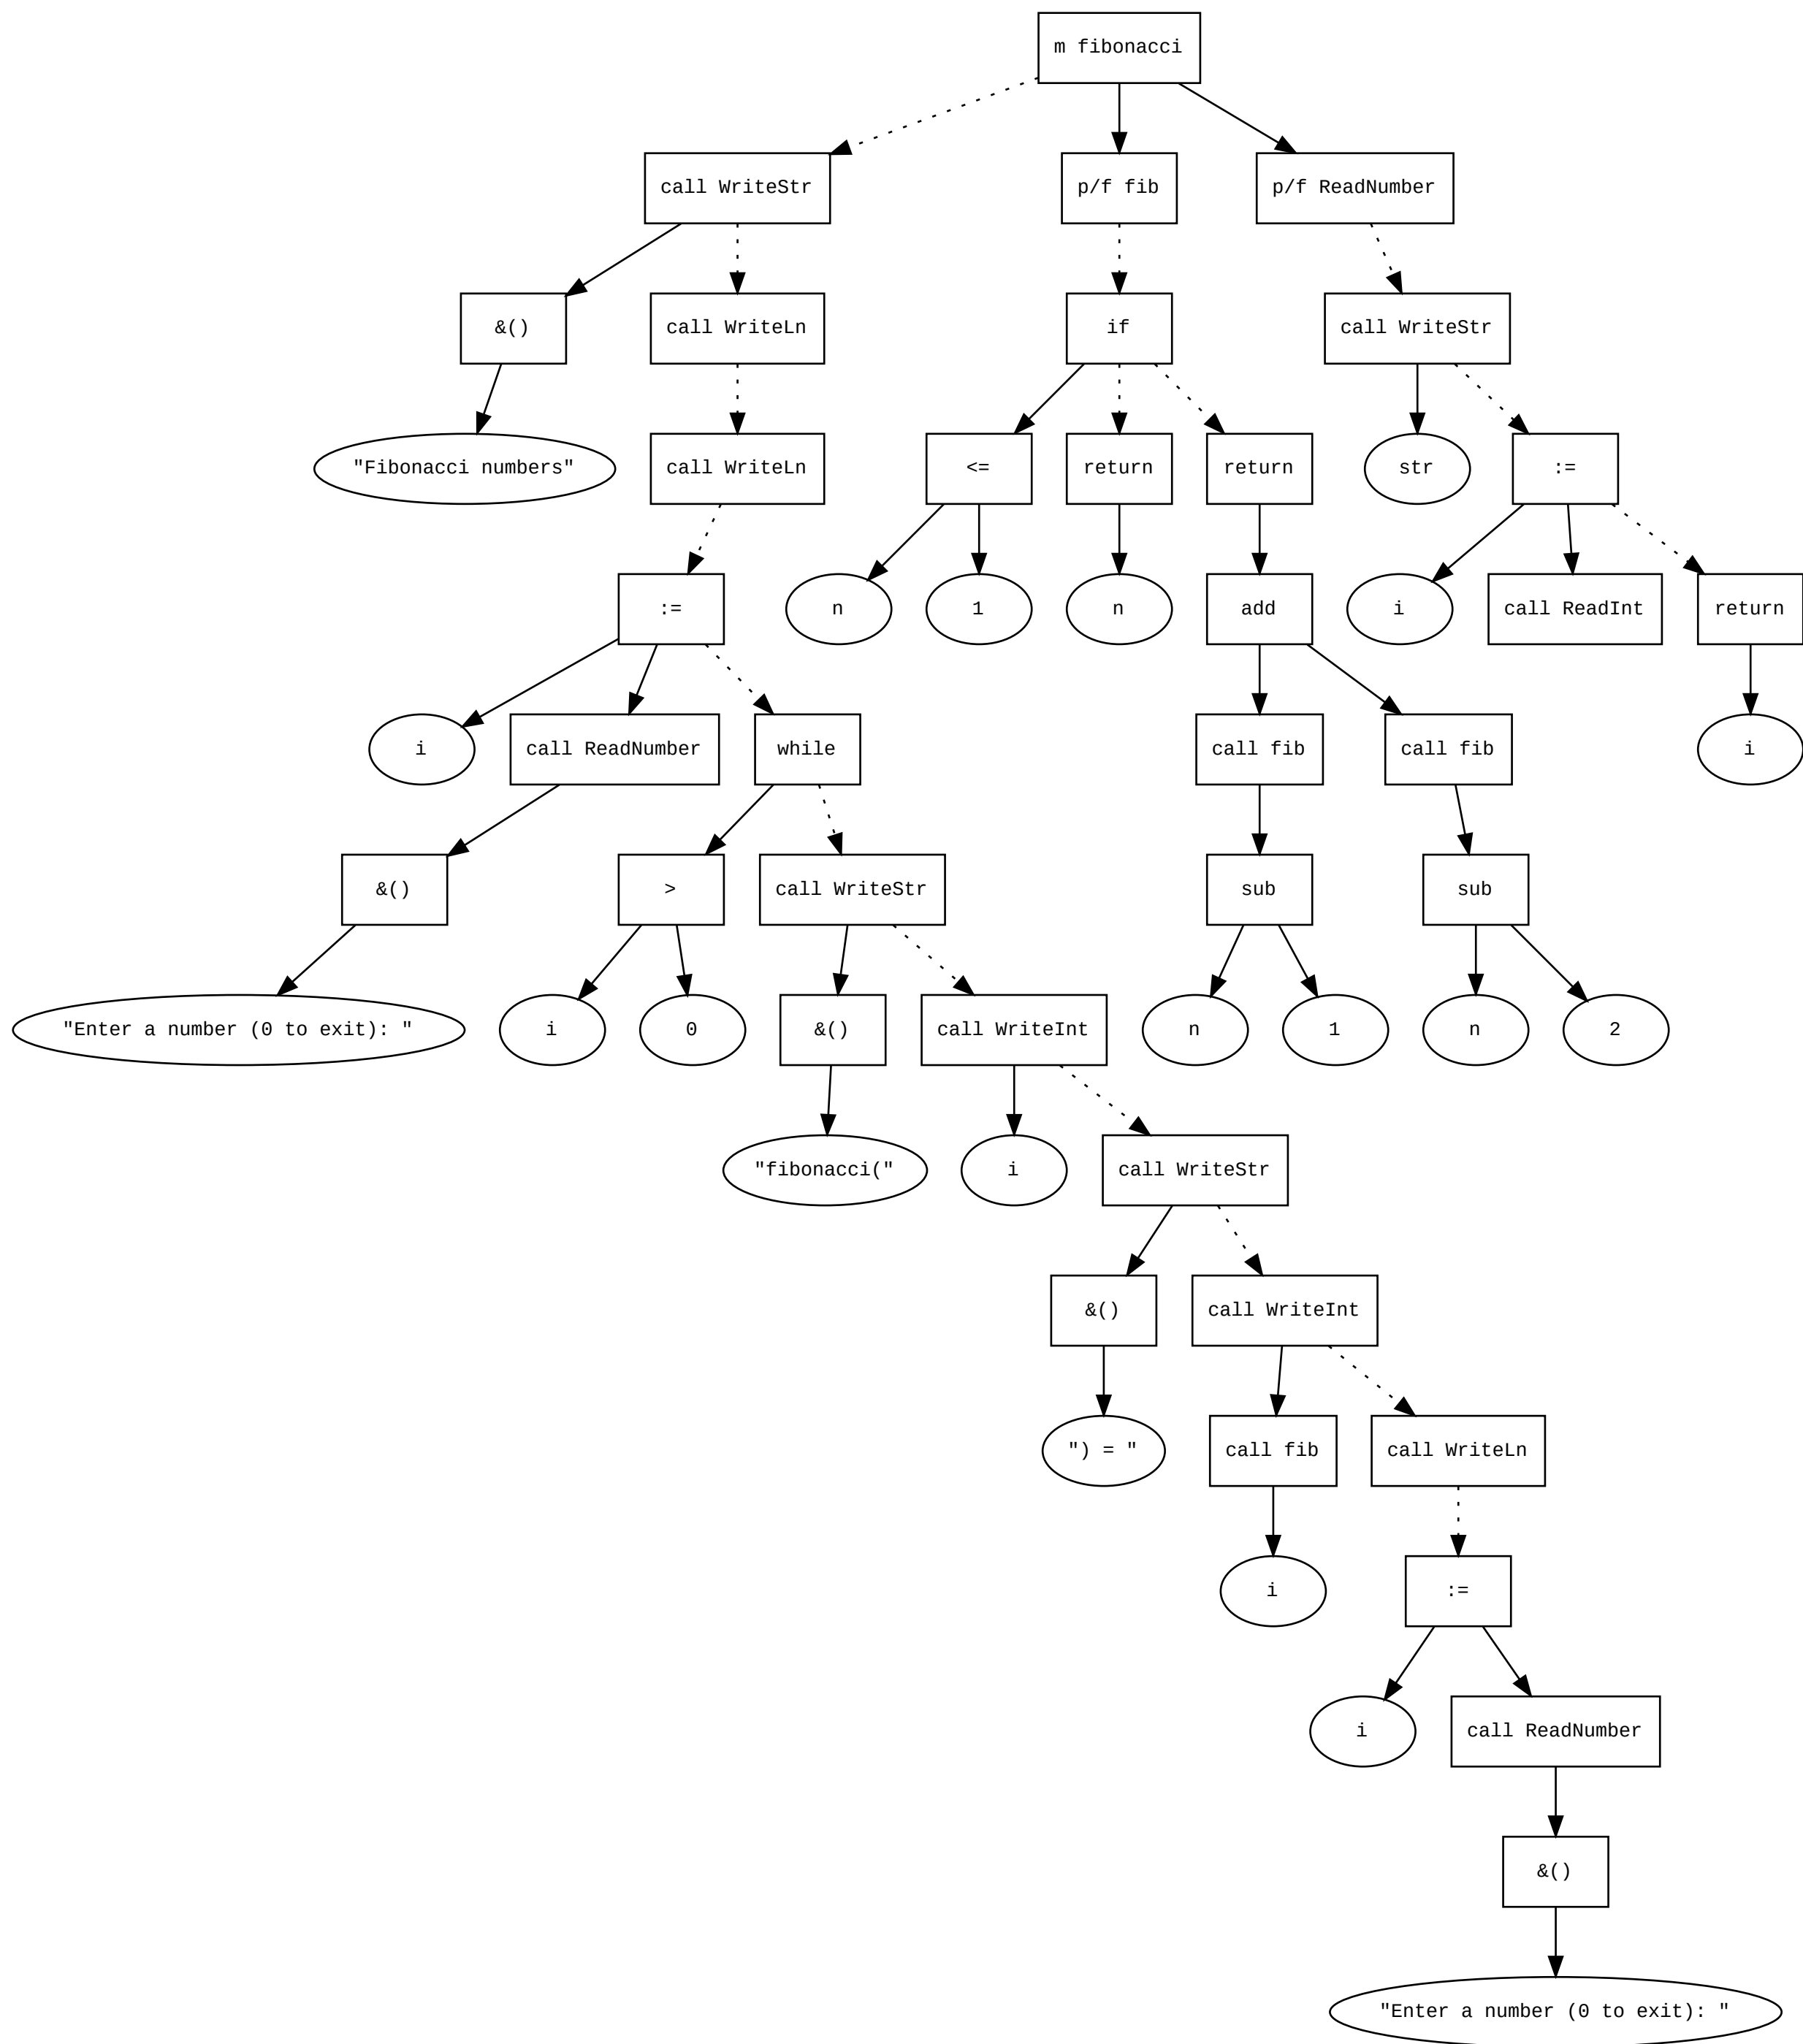 m fibonacci
call WriteStr
p/f fib
p/f ReadNumber
&()
call WriteLn
if
call WriteStr
"Fibonacci numbers"
call WriteLn
<=
return
return
str
:=
:=
n
1
n
add
i
call ReadInt
return
i
call ReadNumber
while
call fib
call fib
i
&()
>
call WriteStr
sub
sub
"Enter a number (0 to exit): "
i
0
&()
call WriteInt
n
1
n
2
"fibonacci("
i
call WriteStr
&()
call WriteInt
") = "
call fib
call WriteLn
i
:=
i
call ReadNumber
&()
"Enter a number (0 to exit): "